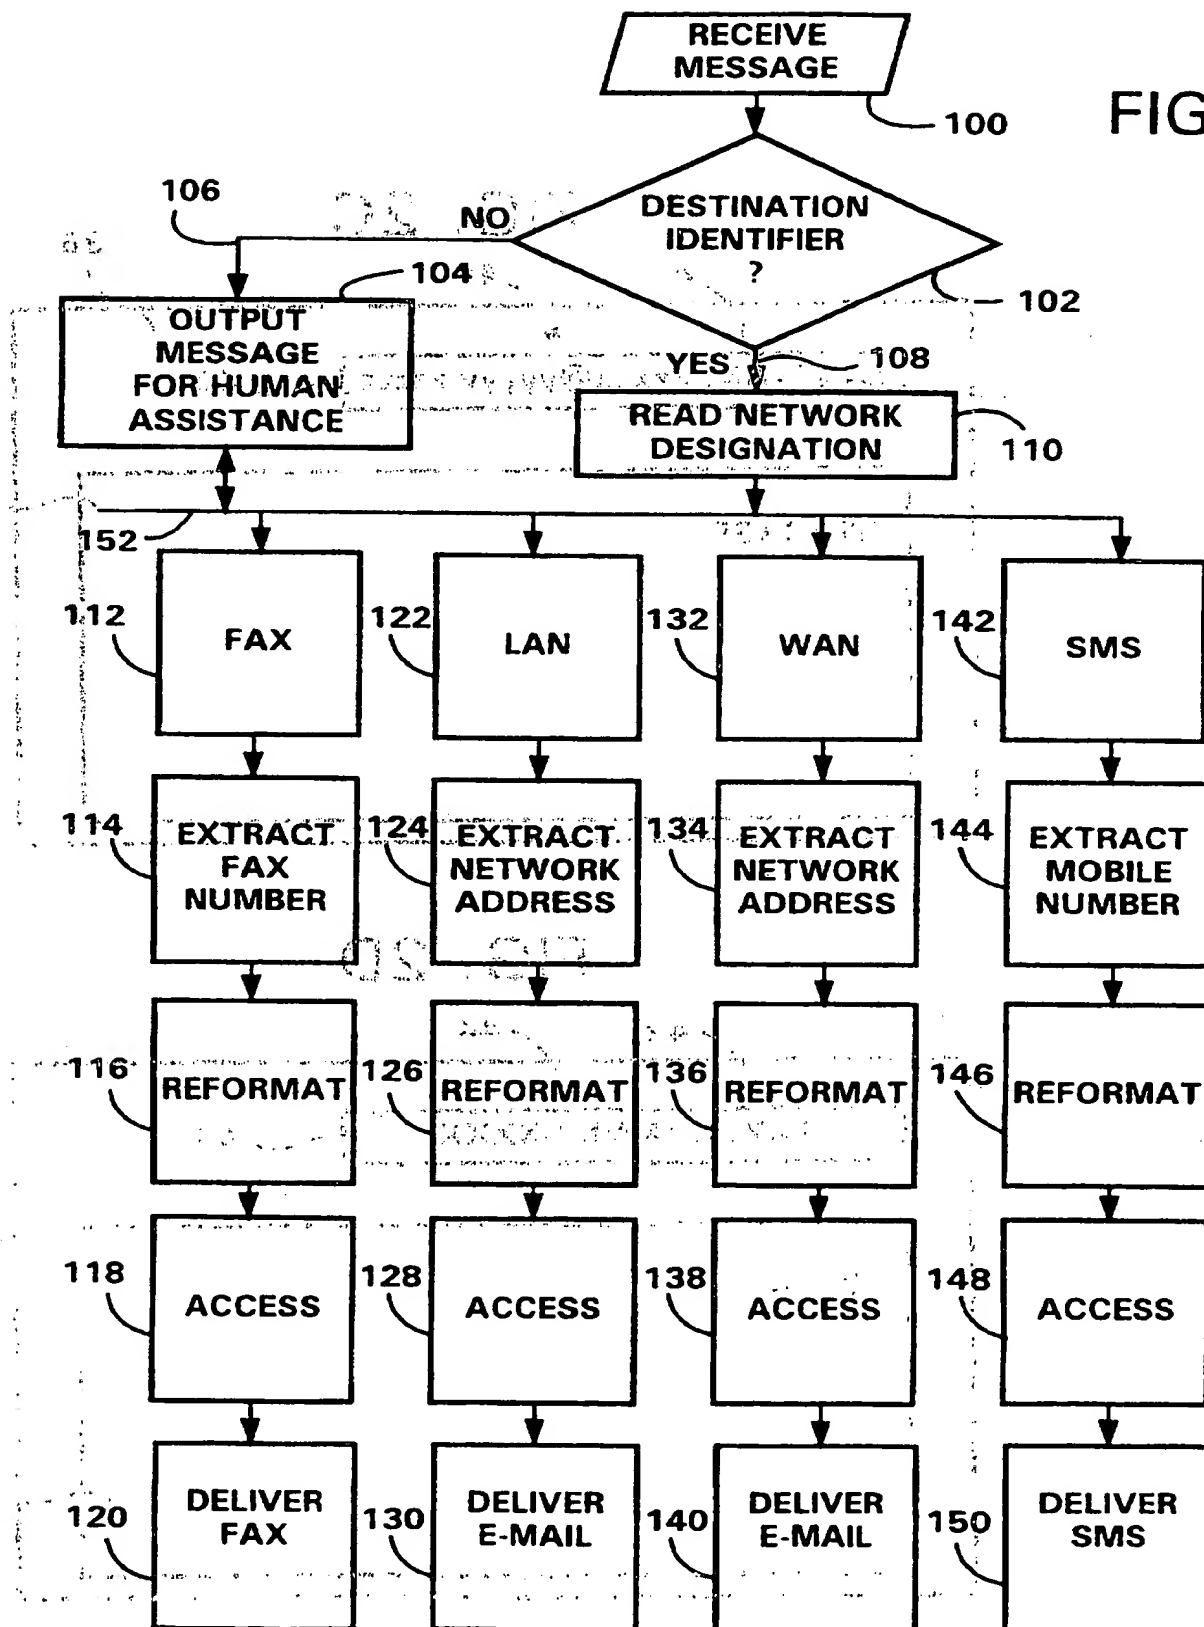 RECEIVE
MESSAGE
100
FIG
DESTINATION
IDENTIFIER
?
102
NO
106
104
OUTPUT
MESSAGE
FOR HUMAN
ASSISTANCE
YES
108
READ NETWORK
DESIGNATION
110
152
112
FAX
122
LAN
132
WAN
142
SMS
114
EXTRACT
FAX
NUMBER
124
EXTRACT
NETWORK
ADDRESS
134
EXTRACT
NETWORK
ADDRESS
144
EXTRACT
MOBILE
NUMBER
116
REFORMAT
126
REFORMAT
136
REFORMAT
146
REFORMAT
118
ACCESS
128
ACCESS
138
ACCESS
148
ACCESS
120
DELIVER
FAX
130
DELIVER
E-MAIL
140
DELIVER
E-MAIL
150
DELIVER
SMS